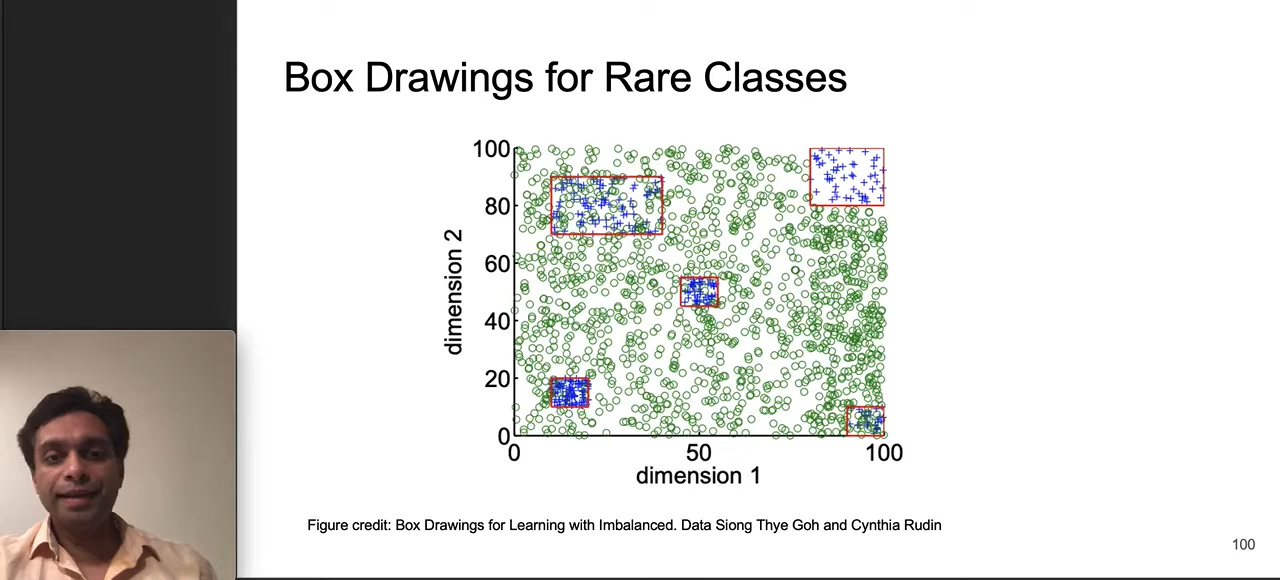 Box Drawings for Rare Classes
100
80
60
40
20
0
dimension 2
0 50 100
dimension 1
Figure credit: Box Drawings for Learning with Imbalanced. Data Siong Thye Goh and Cynthia Rudin
100